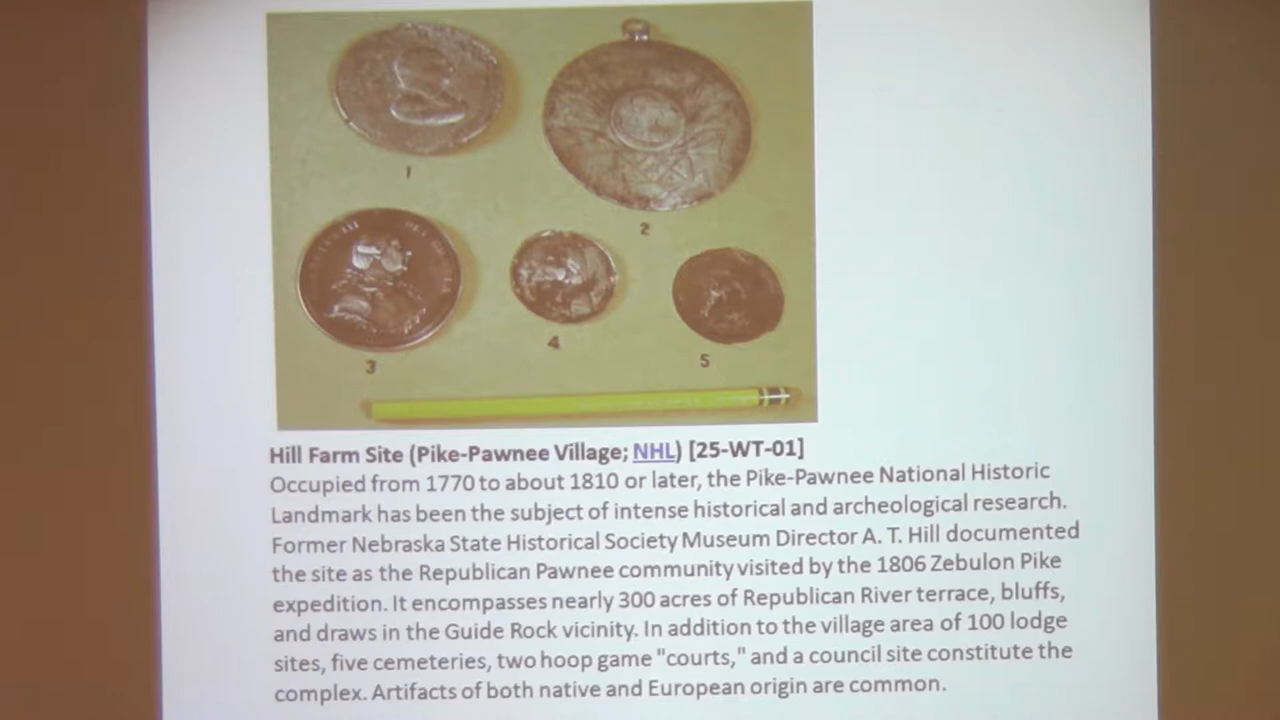 1
2
3
4
5
Hill Farm Site (Pike-Pawnee Village; NHL) [25-WT-01]
Occupied from 1770 to about 1810 or later, the Pike-Pawnee National Historic
Landmark has been the subject of intense historical and archeological research.
Former Nebraska State Historical Society Museum Director A. T. Hill documented
the site as the Republican Pawnee community visited by the 1806 Zebulon Pike
expedition. It encompasses nearly 300 acres of Republican River terrace, bluffs,
and draws in the Guide Rock vicinity. In addition to the village area of 100 lodge
sites, five cemeteries, two hoop game "courts," and a council site constitute the
complex. Artifacts of both native and European origin are common.